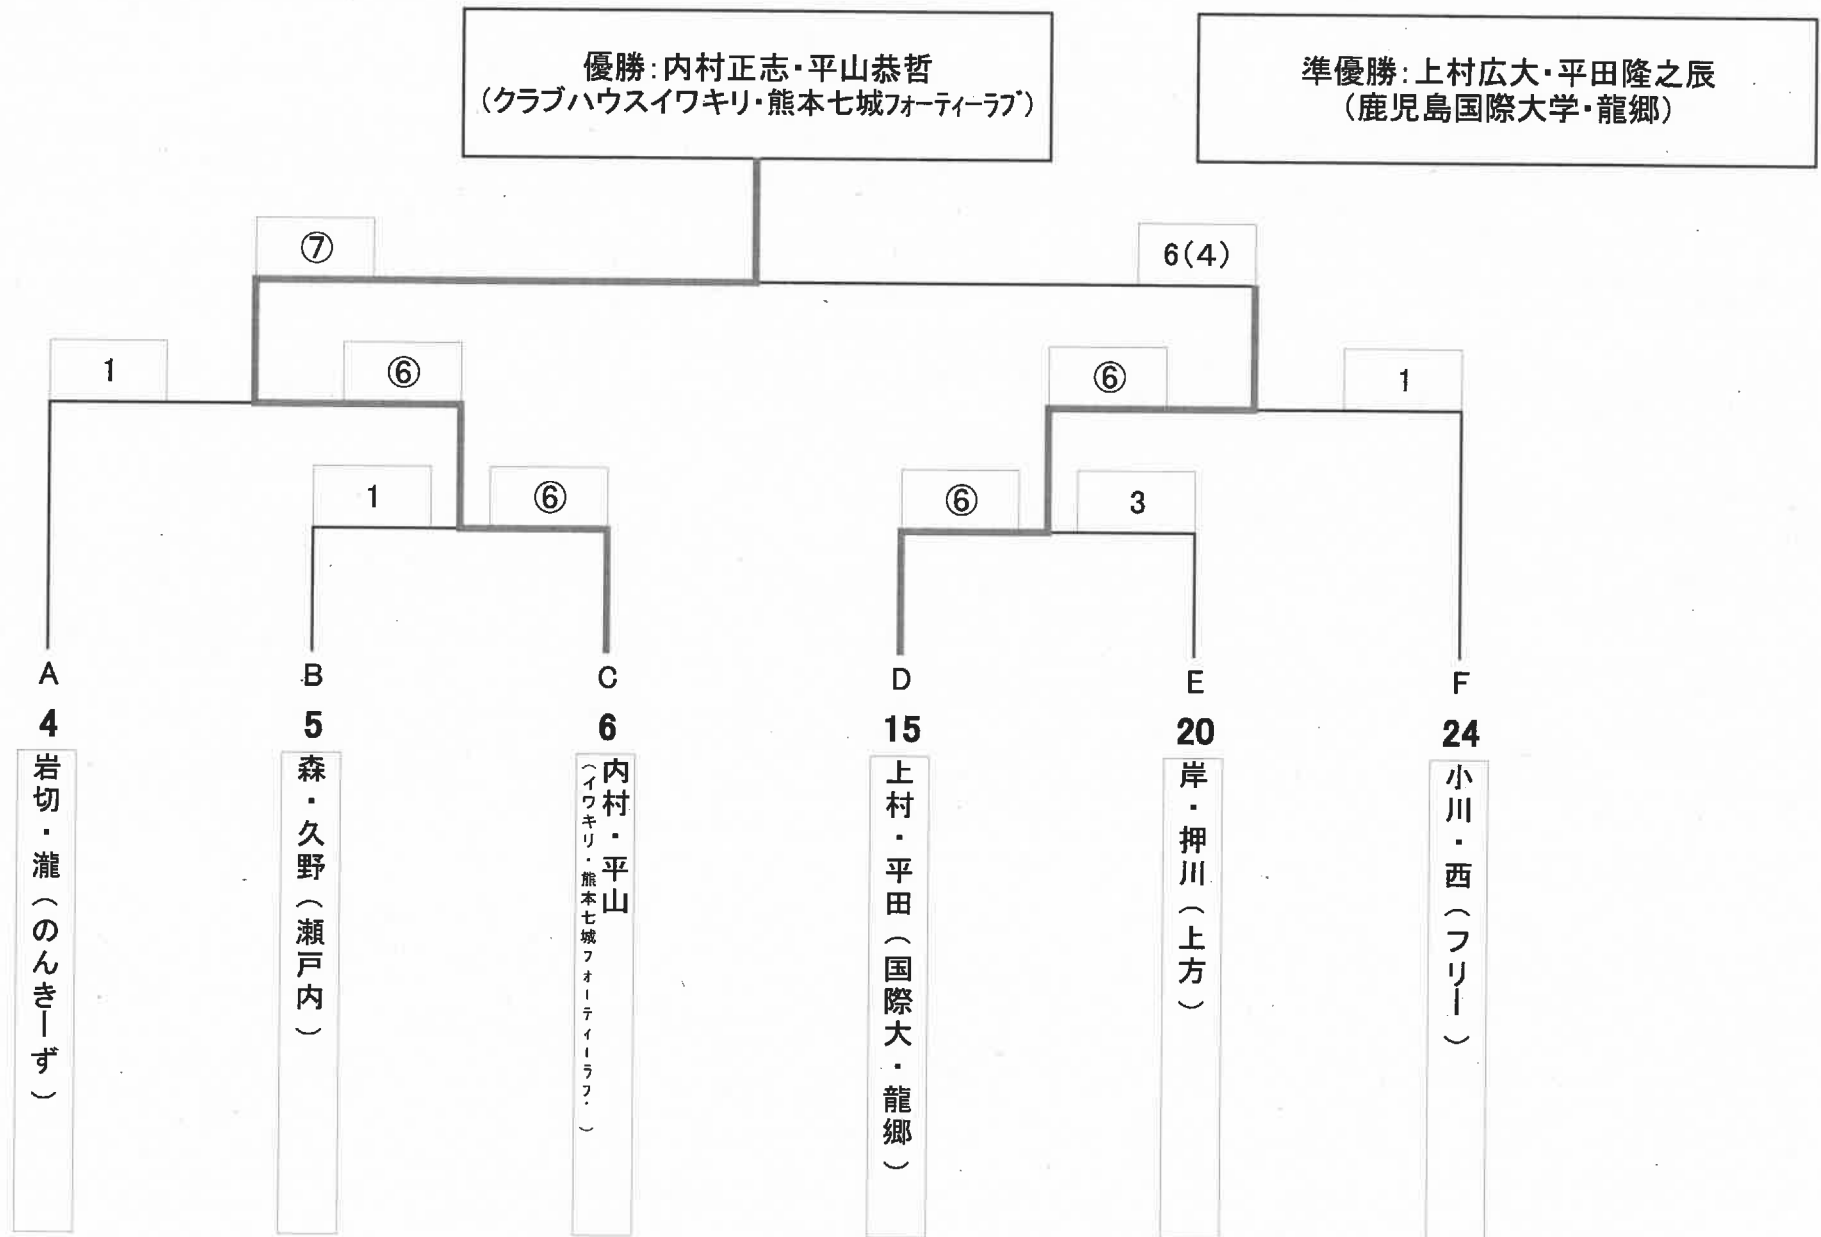 優勝：内村正志・平山恭哲
（クラブハウスイワキリ・熊本七城フォーティーラブ）
準優勝：上村広大・平田隆之辰
（鹿児島国際大学・龍郷）
⑦
6(4)
1
⑥
⑥
1
1
⑥
⑥
3
A
B
C
D
E
F
4
5
6
15
20
24
岩切・瀧（のんきーず）
森・久野（瀬戸内）
内村・平山
（イワキリ・熊本七城フォーティーラブ）
上村・平田（国際大・龍郷）
岸・押川（上方）
小川・西（フリー）